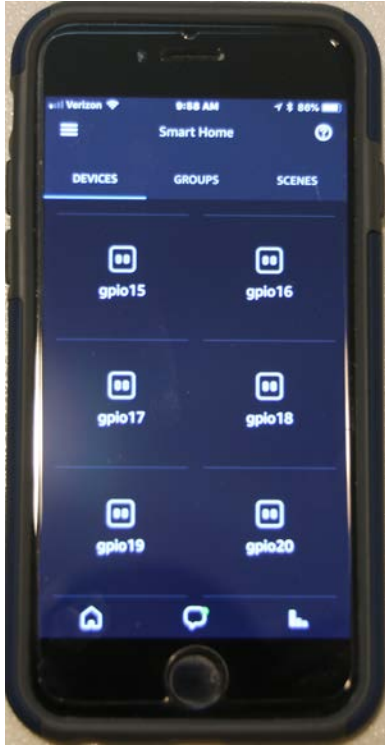 Verizon 9:58 AM 86%
Smart Home
DEVICES GROUPS SCENES
gpio15 gpio16
gpio17 gpio18
gpio19 gpio20